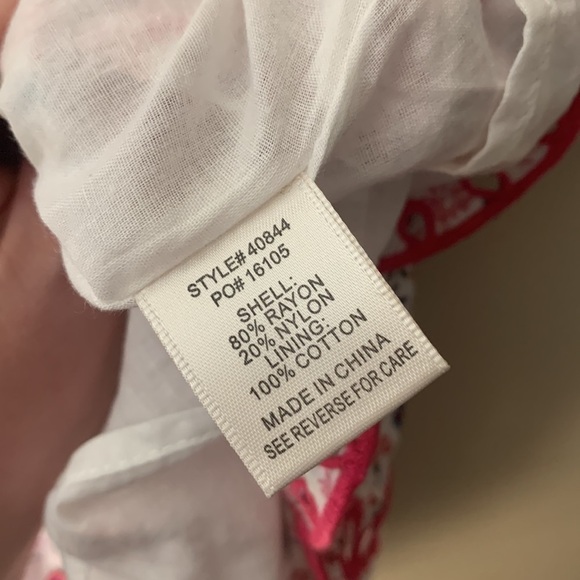 STYLE# 40844
PO# 16105
SHELL:
80% RAYON
20% NYLON
LINING:
100% COTTON
MADE IN CHINA
SEE REVERSE FOR CARE